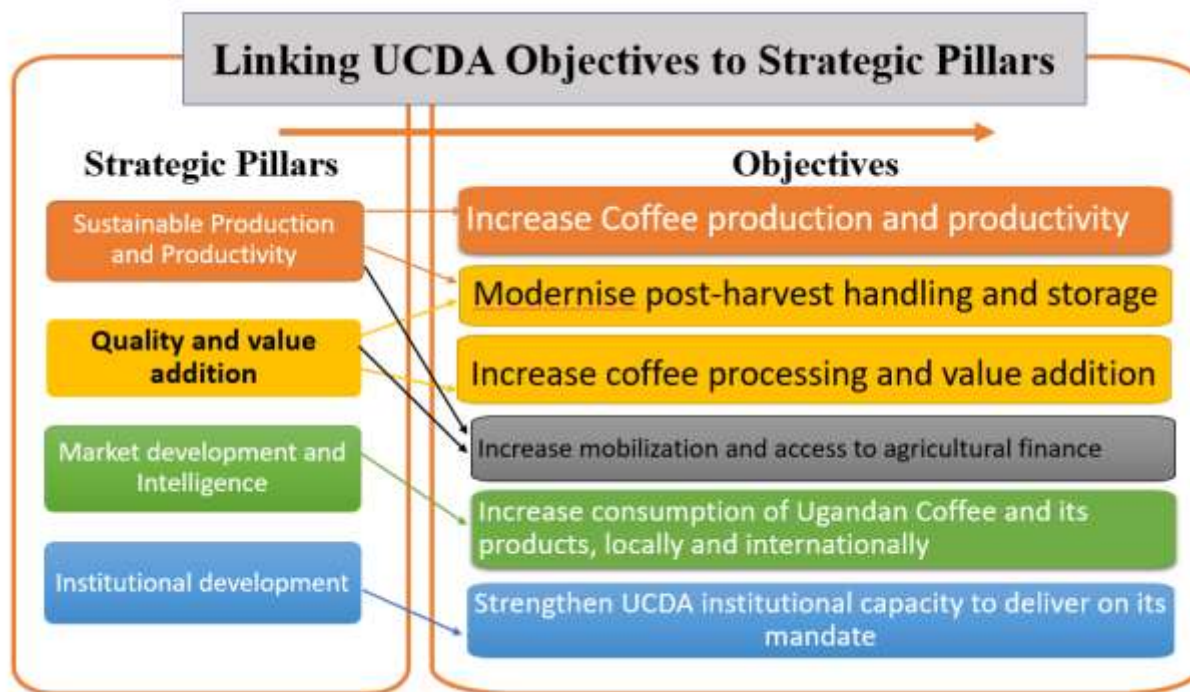 Linking UCDA Objectives to Strategic Pillars
Strategic Pillars
Sustainable Production
and Productivity
Quality and value
addition
Market development and
Intelligence
Institutional development
Objectives
Increase Coffee production and productivity
Modernise post-harvest handling and storage
Increase coffee processing and value addition
Increase mobilization and access to agricultural finance
Increase consumption of Ugandan Coffee and its
products, locally and internationally
Strengthen UCDA institutional capacity to deliver on its
mandate